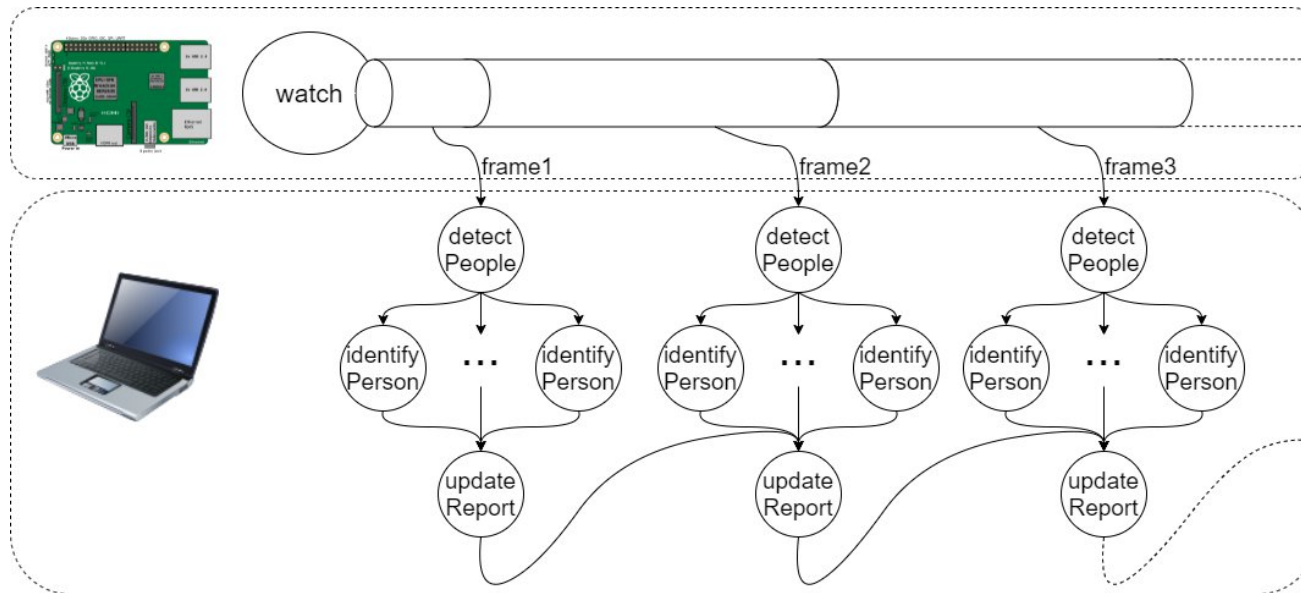 watch
frame1
frame2
frame3
detect
People
detect
People
detect
People
identify
Person
...
identify
Person
identify
Person
...
identify
Person
identify
Person
...
identify
Person
update
Report
update
Report
update
Report